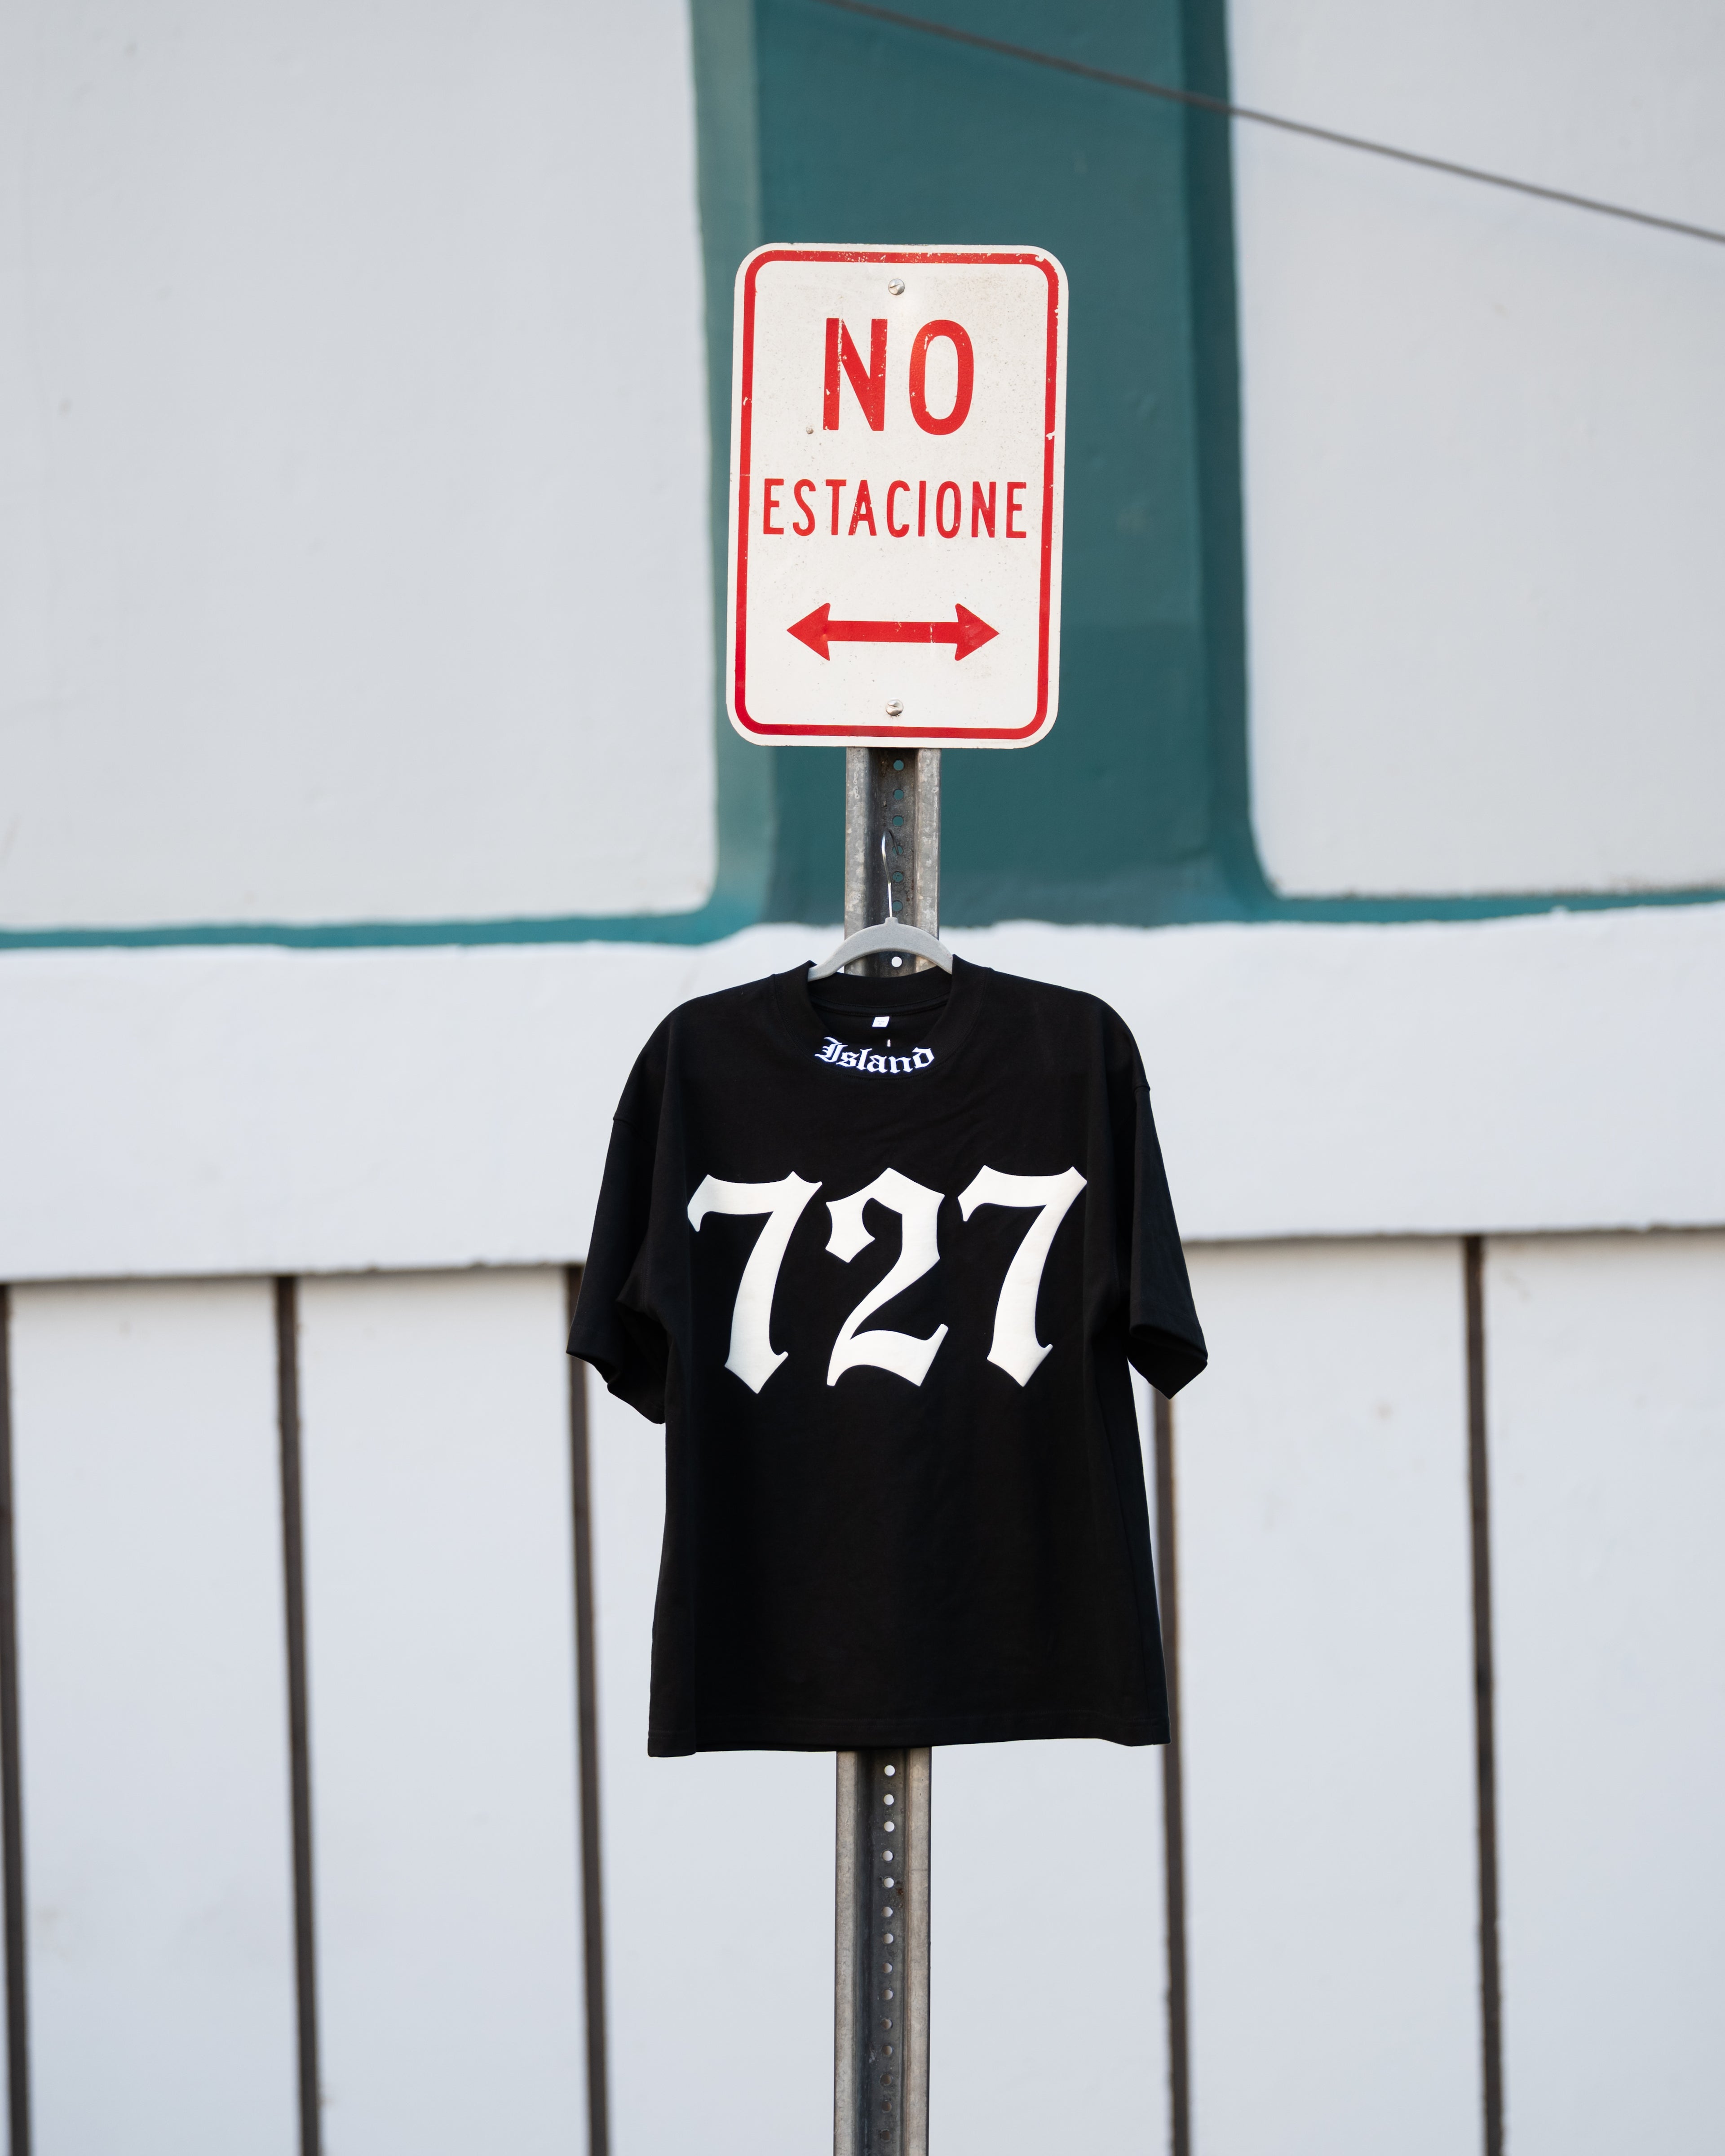 NO
ESTACIONE
Island
727